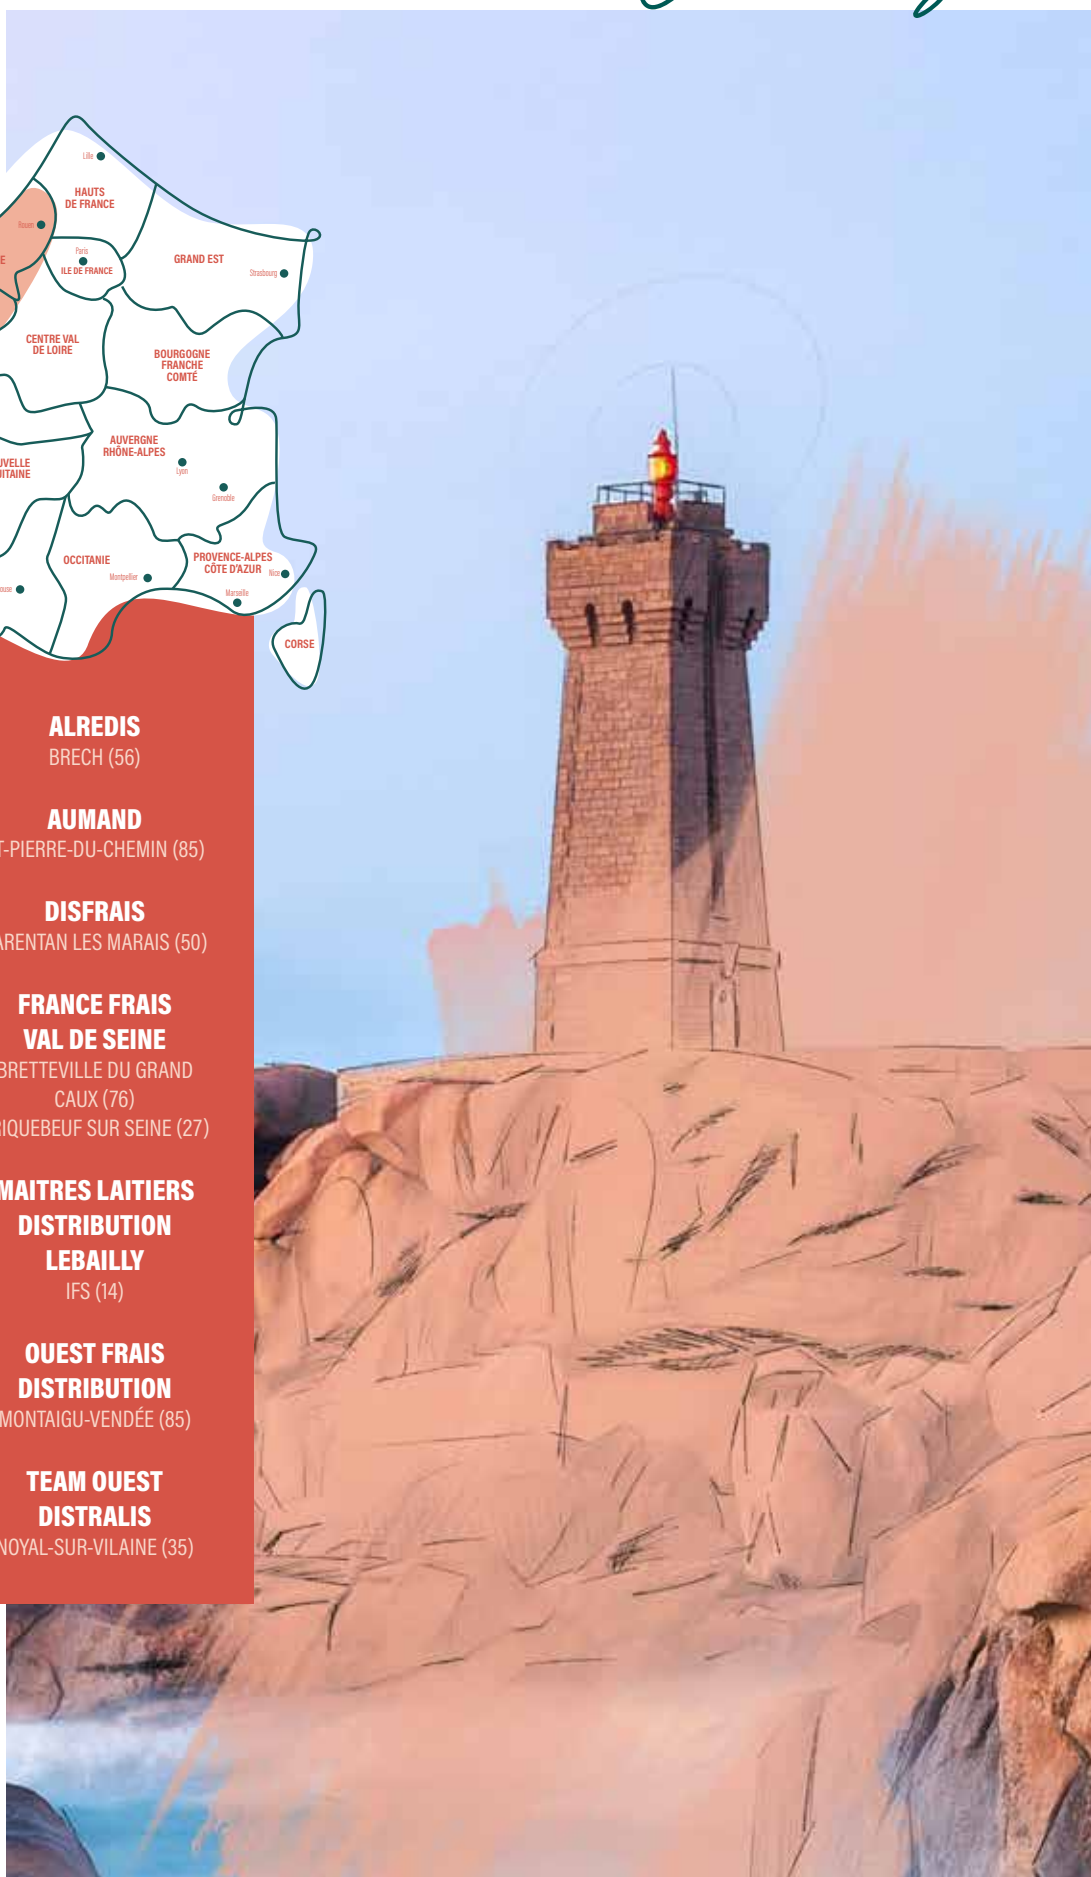 Lille
HAUTS
DE FRANCE
Rouen
E
Paris
ILE DE FRANCE
GRAND EST
Strasbourg
CENTRE VAL
DE LOIRE
BOURGOGNE
FRANCHE
COMTÉ
AUVERGNE
RHÔNE-ALPES
Lyon
UVELLE
UITAINE
Grenoble
OCCITANIE
Montpellier
PROVENCE-ALPES
CÔTE D'AZUR
Nice
ouse
Marseille
CORSE
ALREDIS
BRECH (56)
AUMAND
T-PIERRE-DU-CHEMIN (85)
DISFRAIS
ARENTAN LES MARAIS (50)
FRANCE FRAIS
VAL DE SEINE
BRETTEVILLE DU GRAND
CAUX (76)
RIQUEBEUF SUR SEINE (27)
MAITRES LAITIERS
DISTRIBUTION
LEBAILLY
IFS (14)
OUEST FRAIS
DISTRIBUTION
MONTAIGU-VENDÉE (85)
TEAM OUEST
DISTRALIS
NOYAL-SUR-VILAINE (35)